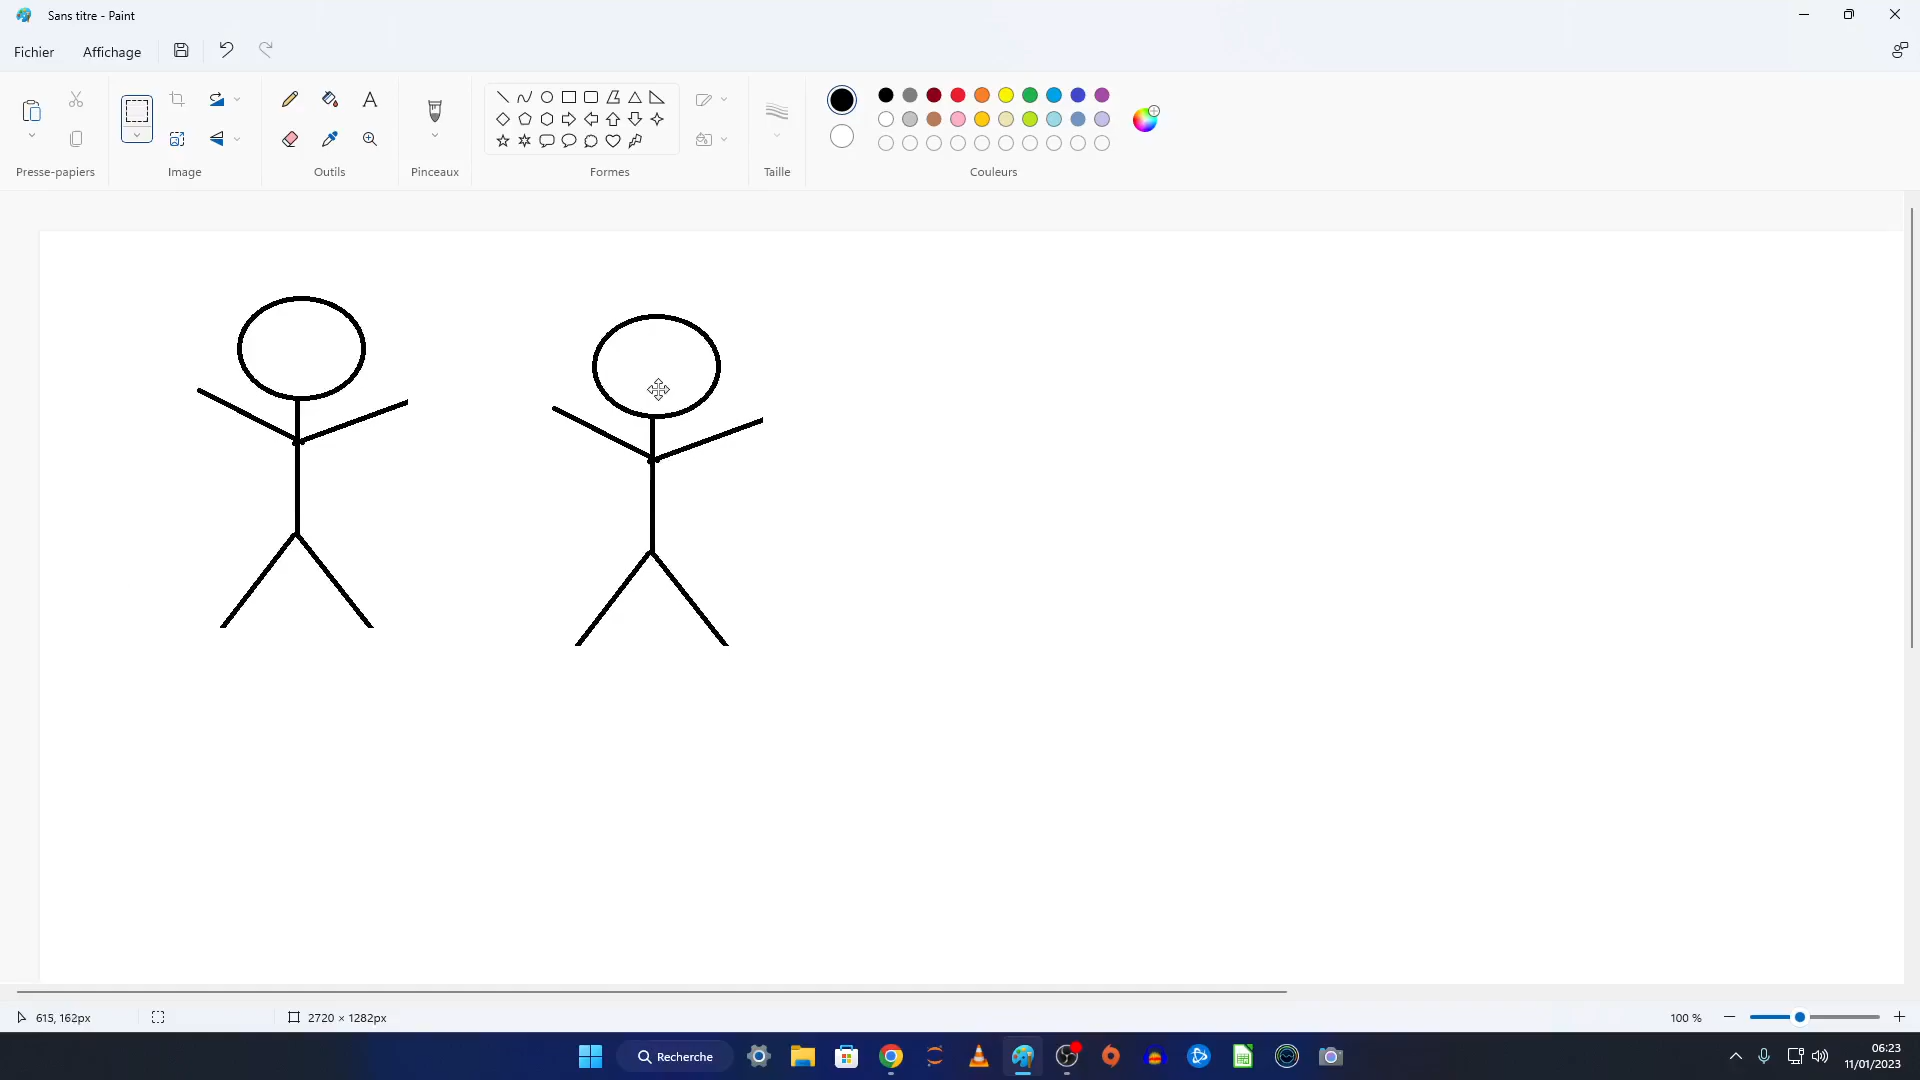 Sans titre - Paint
Fichier
Affichage
Presse-papiers
Image
Outils
Pinceaux
Formes
Taille
Couleurs
615, 162px
2720 × 1282px
100 %
Recherche
06:23
11/01/2023